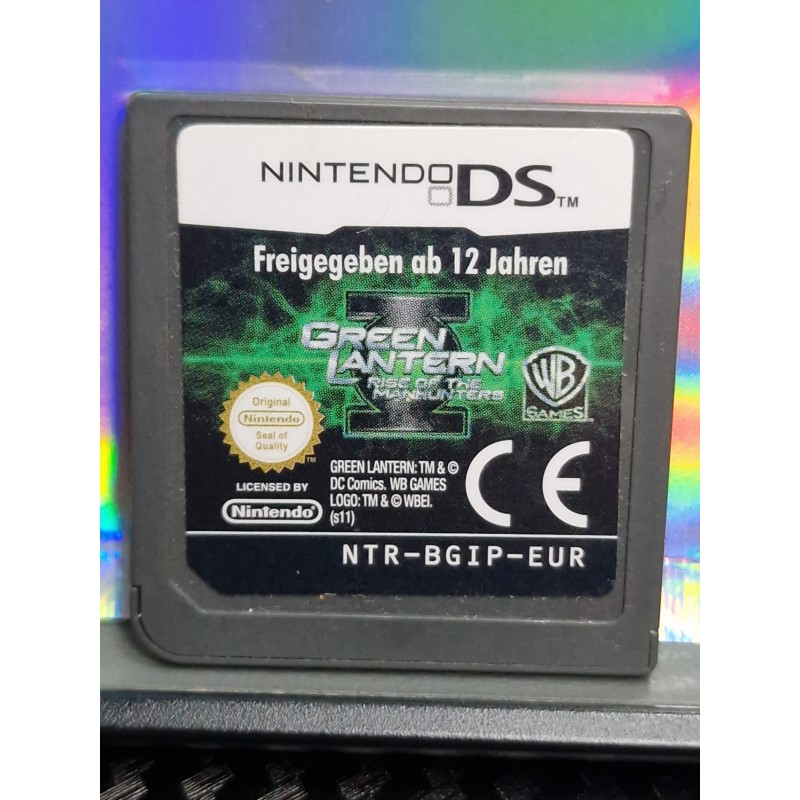 NINTENDO DS™
Freigegeben ab 12 Jahren
GREEN
LANTERN
RISE OF THE
MANHUNTERS
WB
GAMES
Original
Nintendo
Seal of
Quality
TM
LICENSED BY
Nintendo
GREEN LANTERN: TM & ©
DC Comics. WB GAMES
LOGO: TM & © WBEI.
(s11)
CE
NTR-BGIP-EUR